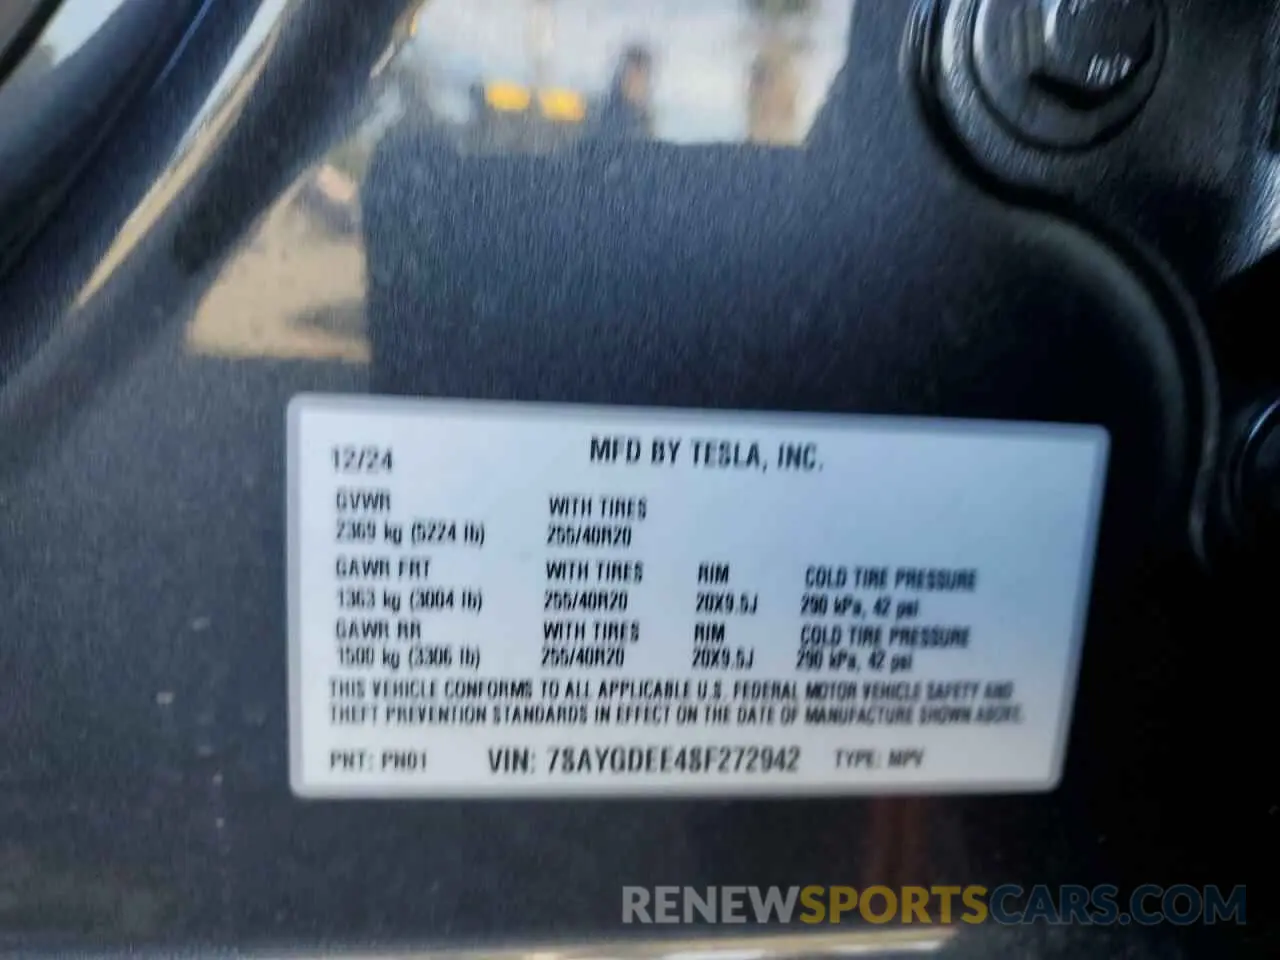 12/24 MFD BY TESLA, INC.
GVWR WITH TIRES
2369 kg (5224 lb) 255/40R20
GAWR FRT WITH TIRES RIM COLD TIRE PRESSURE
1363 kg (3004 lb) 255/40R20 20X9.5J 290 kPa, 42 psi
GAWR RR WITH TIRES RIM COLD TIRE PRESSURE
1500 kg (3306 lb) 255/40R20 20X9.5J 290 kPa, 42 psi
THIS VEHICLE CONFORMS TO ALL APPLICABLE U.S. FEDERAL MOTOR VEHICLE SAFETY AND
THEFT PREVENTION STANDARDS IN EFFECT ON THE DATE OF MANUFACTURE SHOWN ABOVE.
PNT: PN01 VIN: 7SAYGDEE4SF272942 TYPE: MPV
RENEWSPORTSCARS.COM